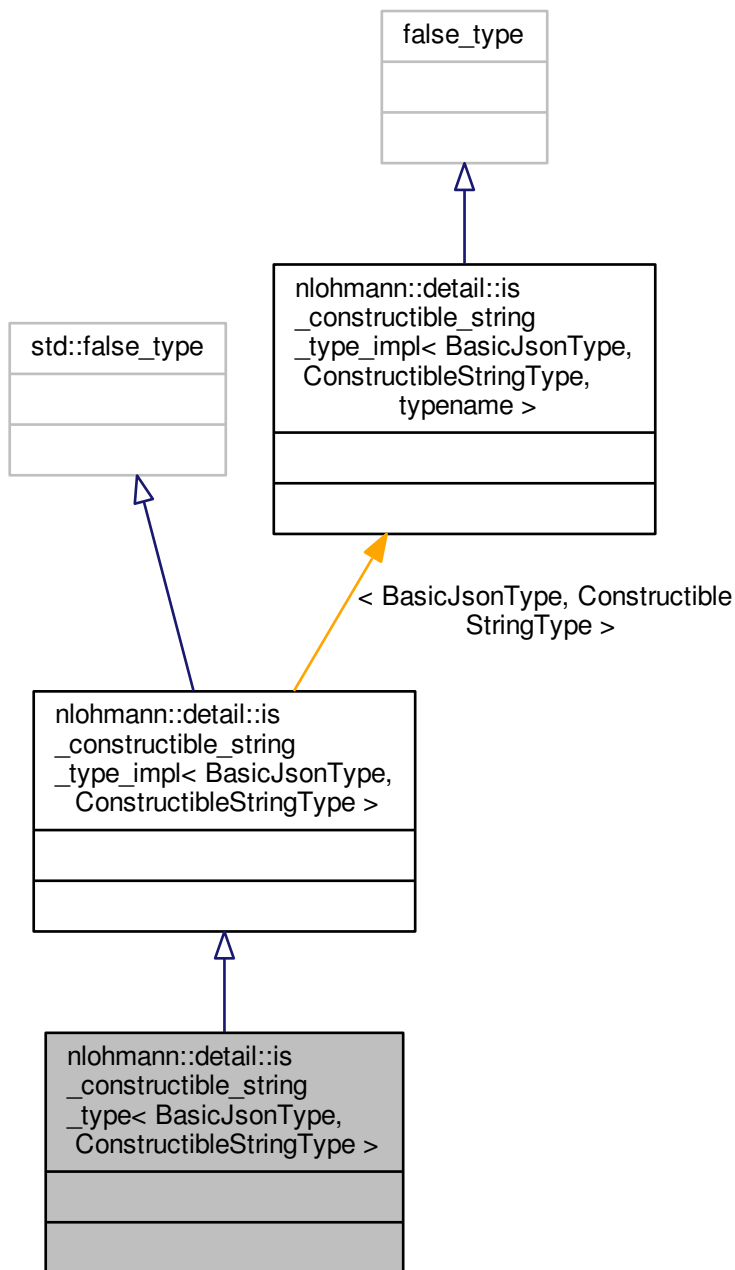 false_type
nlohmann::detail::is
_constructible_string
_type_impl< BasicJsonType,
ConstructibleStringType,
typename >
std::false_type
< BasicJsonType, Constructible
StringType >
nlohmann::detail::is
_constructible_string
_type_impl< BasicJsonType,
ConstructibleStringType >
nlohmann::detail::is
_constructible_string
_type< BasicJsonType,
ConstructibleStringType >